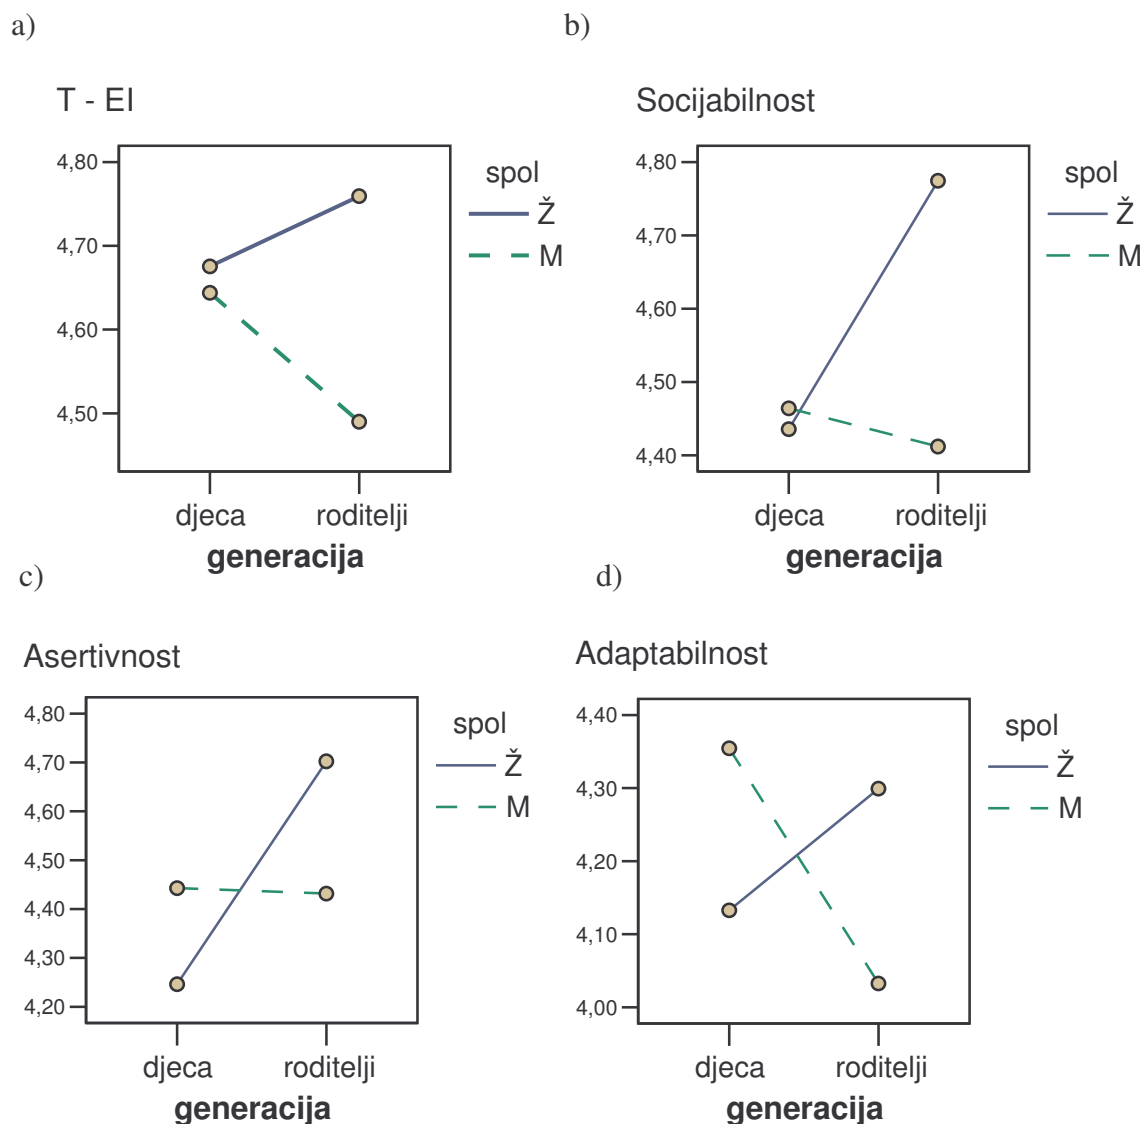 a)
T - EI
4,80
4,70
4,60
4,50
djeca roditelji
generacija
spol
Ž
M
b)
Socijabilnost
4,80
4,70
4,60
4,50
4,40
djeca roditelji
generacija
spol
Ž
M
c)
Asertivnost
4,80
4,70
4,60
4,50
4,40
4,30
4,20
djeca roditelji
generacija
spol
Ž
M
d)
Adaptabilnost
4,40
4,30
4,20
4,10
4,00
djeca roditelji
generacija
spol
Ž
M